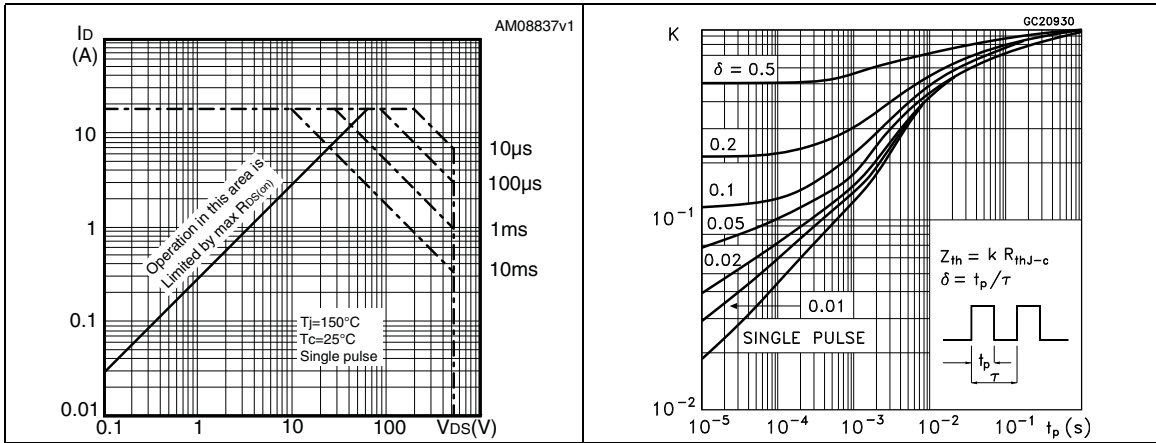 AM08837v1
ID
(A)
10
1
0.1
0.01
0.1
1
10
100
VDS(V)
10µs
100µs
1ms
10ms
Operation in this area is
Limited by max RDS(on)
Tj=150°C
Tc=25°C
Single pulse
GC20930
K
δ = 0.5
0.2
0.1
0.05
0.02
0.01
SINGLE PULSE
10⁻¹
10⁻²
Zth = k RthJ-c
δ = tp/τ
tp
τ
10⁻⁵
10⁻⁴
10⁻³
10⁻²
10⁻¹
tp (s)